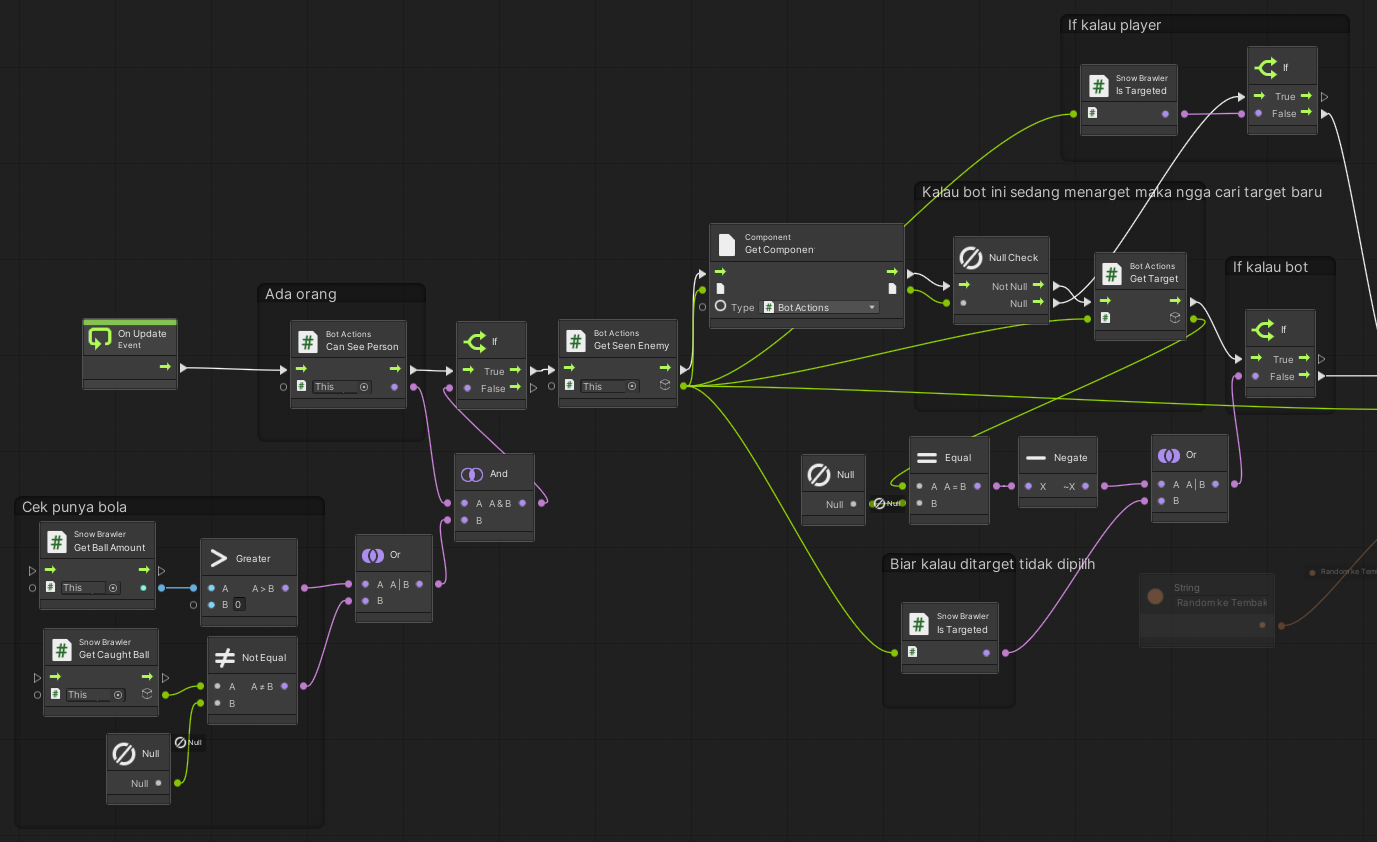 If kalau player
Snow Brawler
Is Targeted
If
True
False
Kalau bot ini sedang menarget maka ngga cari target baru
Component
Get Componen
Type
Bot Actions
Null Check
Not Null
Null
Bot Actions
Get Target
If kalau bot
If
True
False
Ada orang
On Update
Event
Bot Actions
Can See Person
This
If
True
False
Bot Actions
Get Seen Enemy
This
And
A A & B
B
Null
Null
Null
Equal
A A = B
B
Negate
X ~X
Or
A A | B
B
Cek punya bola
Snow Brawler
Get Ball Amount
This
Greater
A A > B
B 0
Or
A A | B
B
Snow Brawler
Get Caught Ball
This
Not Equal
A A ≠ B
B
Null
Null
Null
Biar kalau ditarget tidak dipilih
Snow Brawler
Is Targeted
String
Random ke Tembak
Random ke Tem